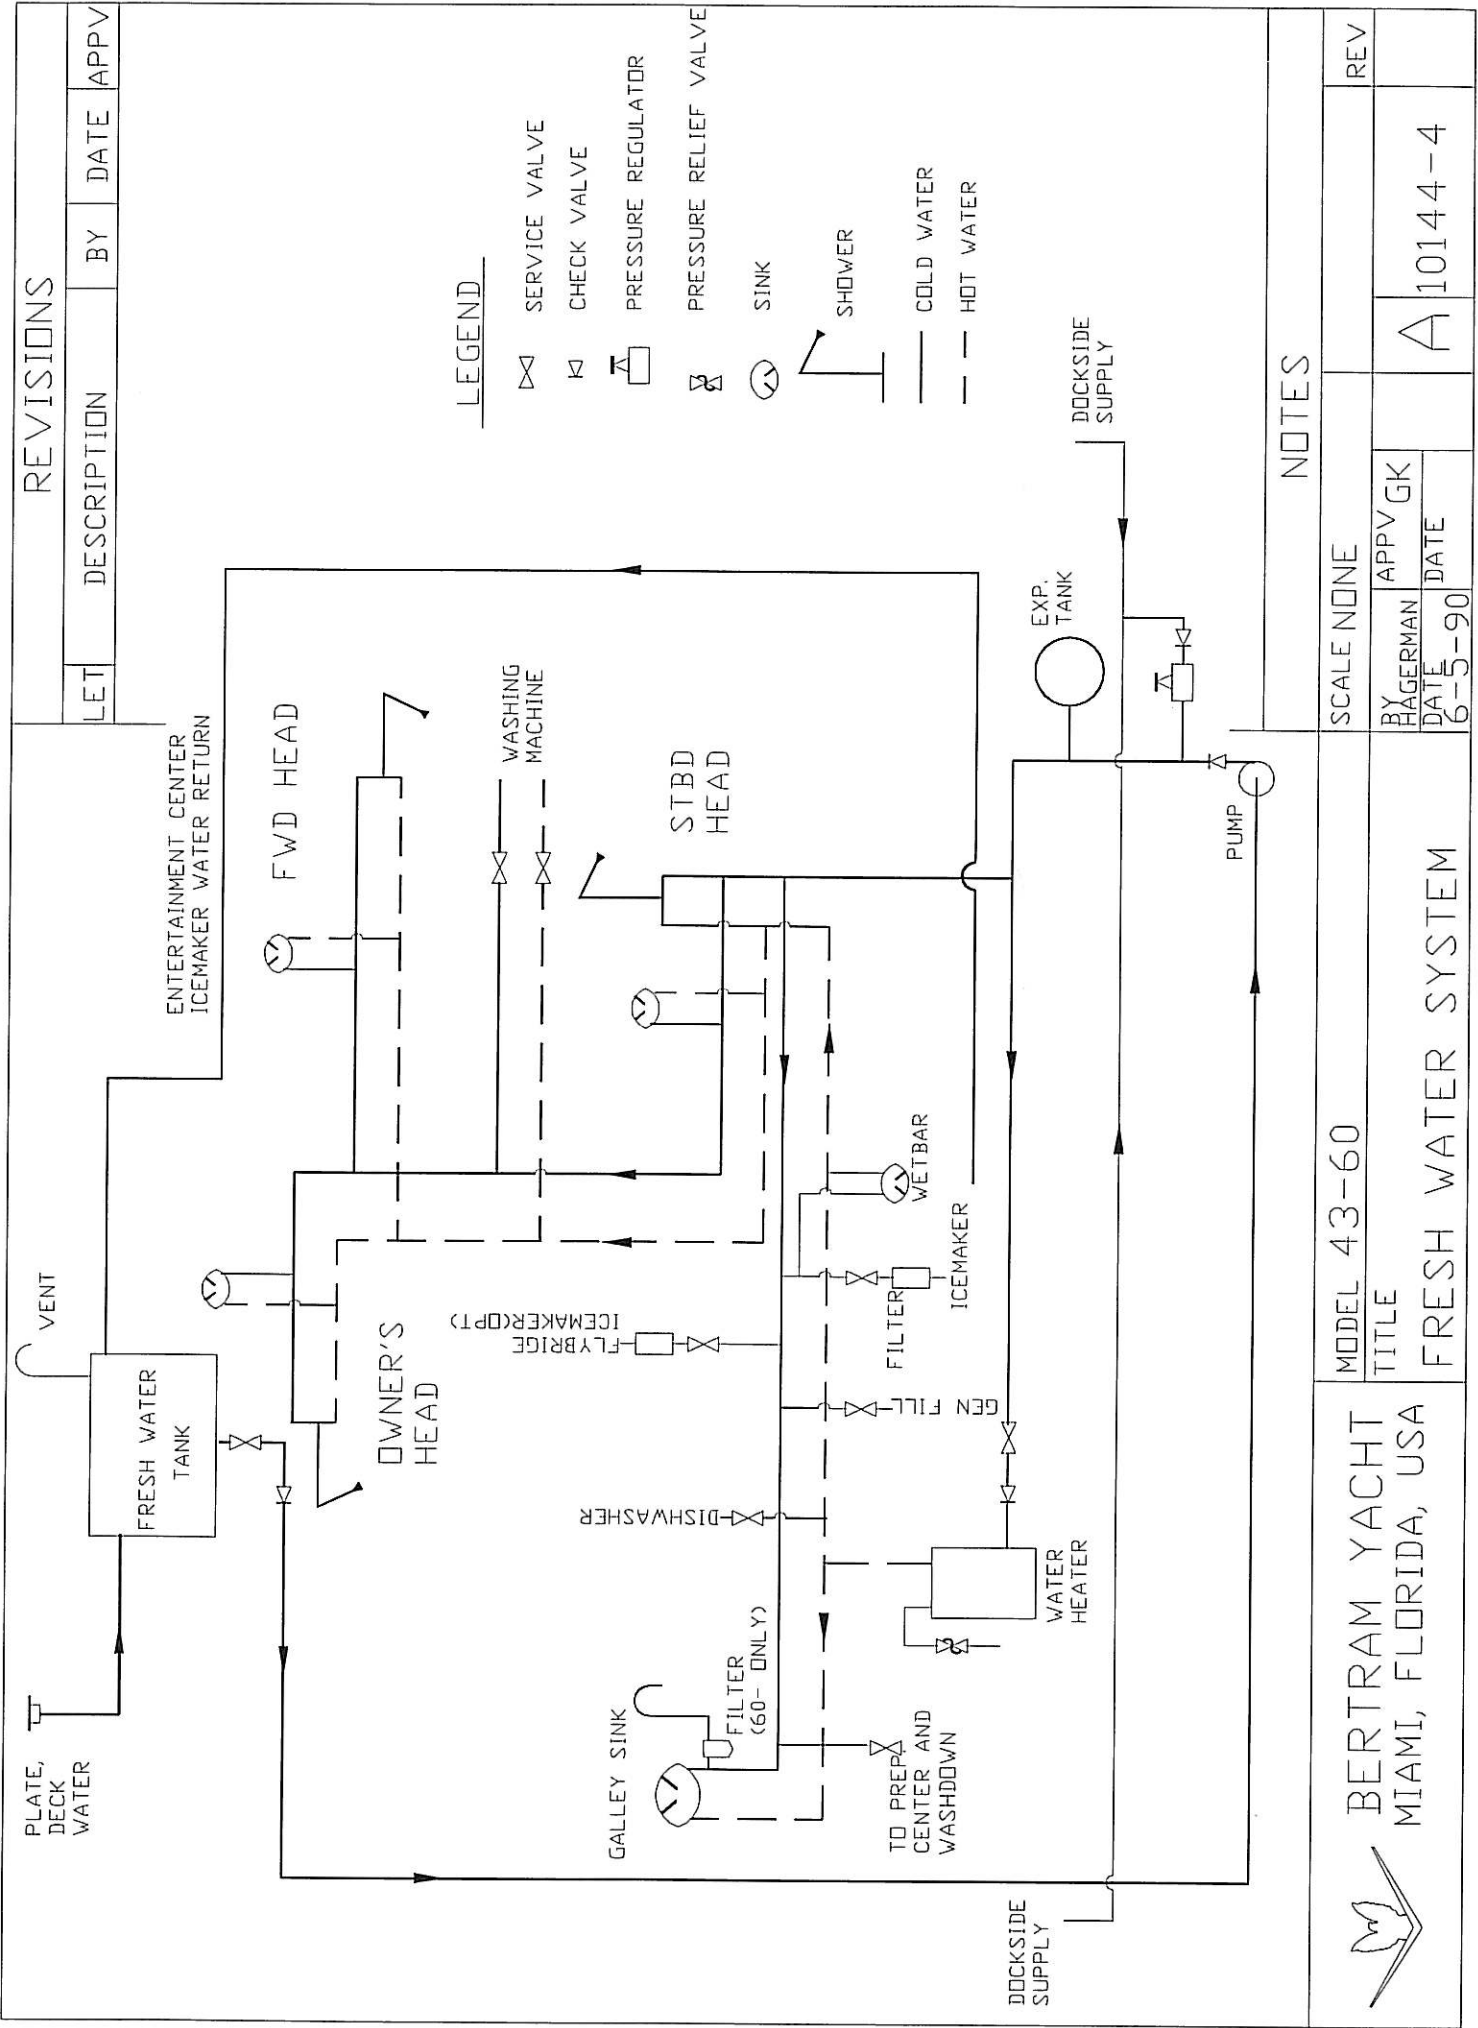 REVISIONS
LET DESCRIPTION BY DATE APPV
PLATE,
DECK
WATER
VENT
FRESH WATER
TANK
ENTERTAINMENT CENTER
ICEMAKER WATER RETURN
FWD HEAD
OWNER'S
HEAD
WASHING
MACHINE
STBD
HEAD
LEGEND
SERVICE VALVE
CHECK VALVE
PRESSURE REGULATOR
PRESSURE RELIEF VALVE
SINK
SHOWER
COLD WATER
HOT WATER
GALLEY SINK
FILTER
(60- ONLY)
DISHWASHER
FLYBRIGE
ICEMAKER(OPT)
GEN FILL
FILTER
ICEMAKER
WETBAR
TO PREP.
CENTER AND
WASHDOWN
WATER
HEATER
EXP.
TANK
DOCKSIDE
SUPPLY
DOCKSIDE
SUPPLY
PUMP
NOTES
BERTRAM YACHT
MIAMI, FLORIDA, USA
MODEL 43-60
TITLE
FRESH WATER SYSTEM
SCALE NONE
BY
HAGERMAN
APPV GK
DATE
6-5-90
DATE
A
10144-4
REV